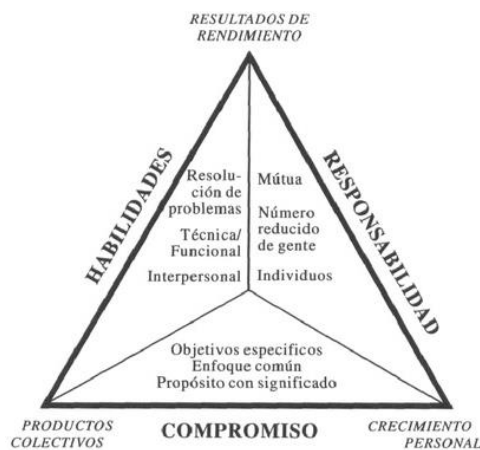 RESULTADOS DE
RENDIMIENTO
HABILIDADES
RESPONSABILIDAD
Resolu-
ción de
problemas
Técnica/
Funcional
Interpersonal
Mútua
Número
reducido
de gente
Individuos
Objetivos especificos
Enfoque común
Propósito con significado
PRODUCTOS
COLECTIVOS
COMPROMISO
CRECIMIENTO
PERSONAL